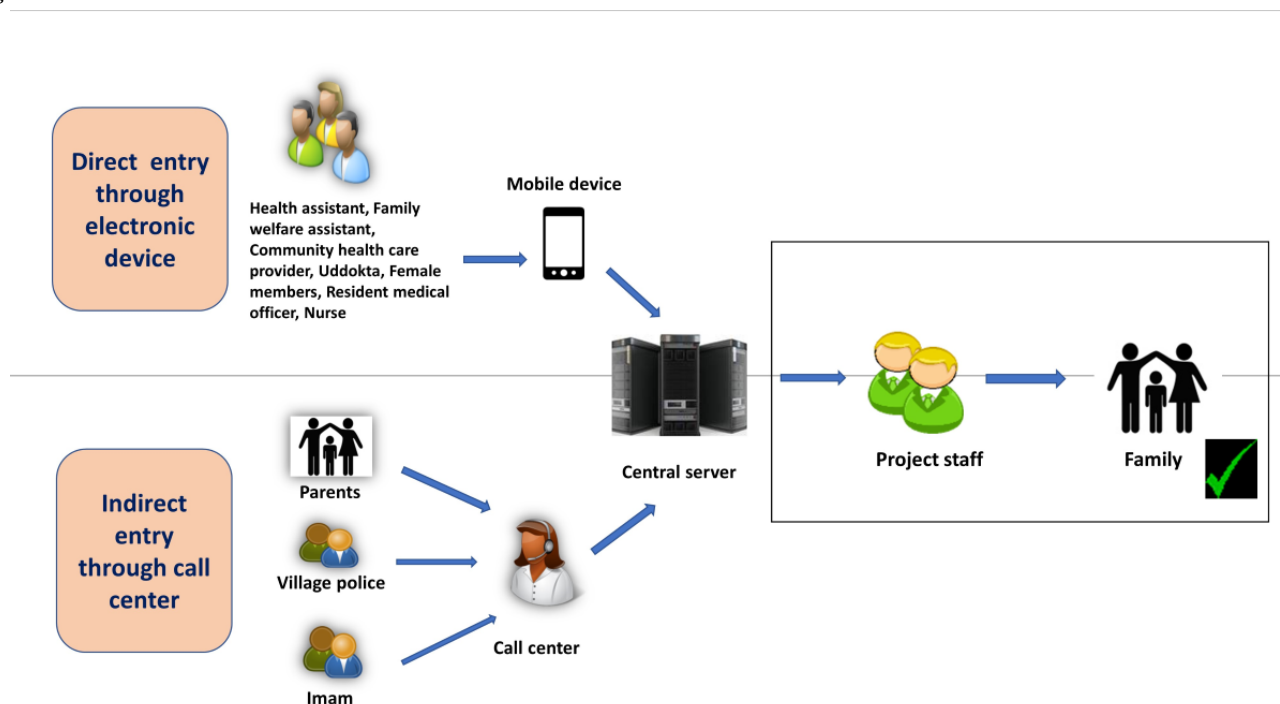 Direct entry
through
electronic
device
Health assistant, Family
welfare assistant,
Community health care
provider, Uddokta, Female
members, Resident medical
officer, Nurse
Mobile device
Central server
Project staff
Family
Indirect
entry
through call
center
Parents
Village police
Imam
Call center